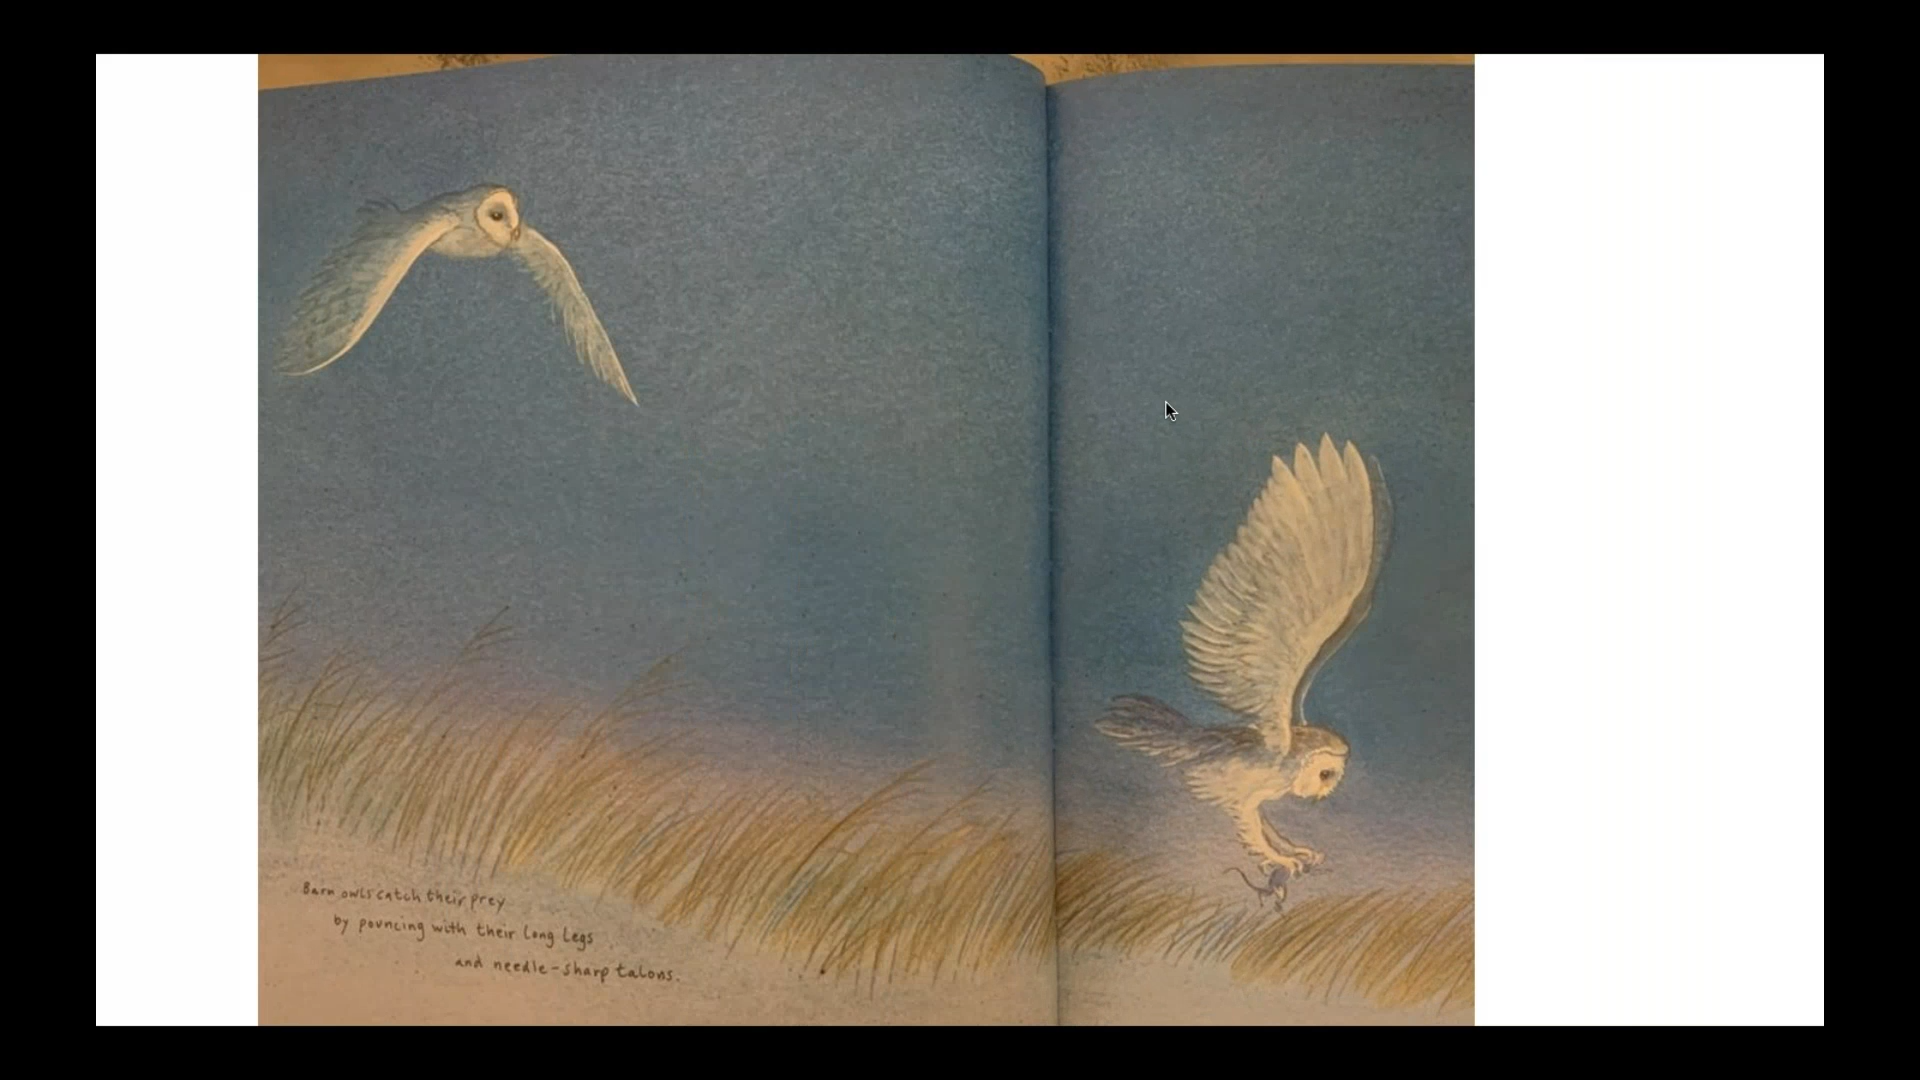 Barn owls catch their prey
by pouncing with their long legs
and needle-sharp talons.